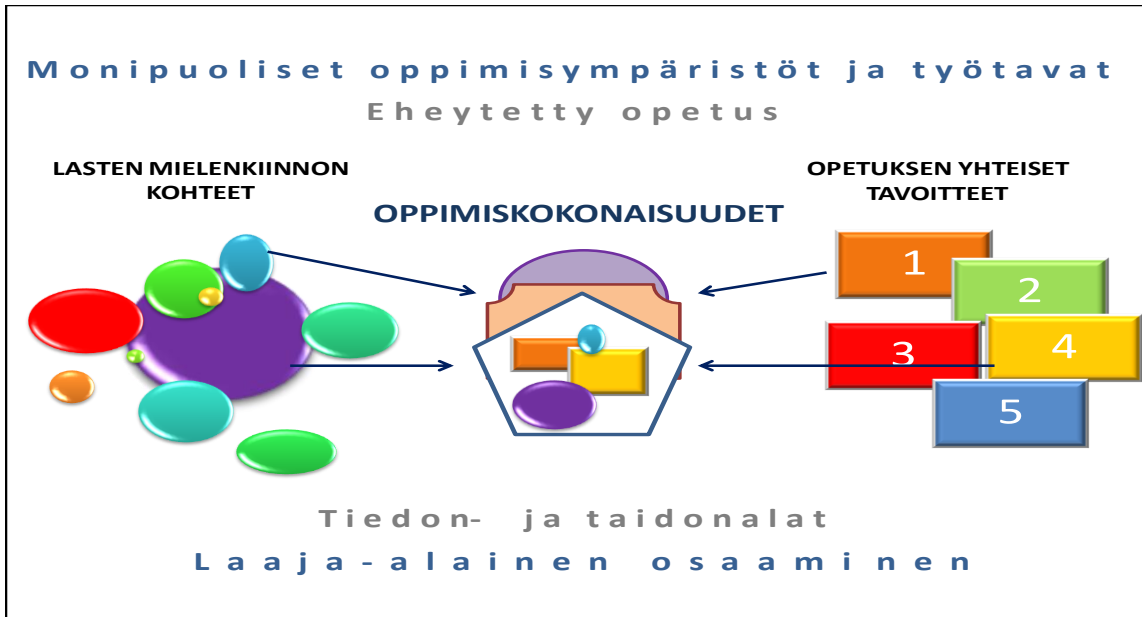 Monipuoliset oppimisympäristöt ja työtavat
Eheytetty opetus
LASTEN MIELENKIINNON
KOHTEET
OPETUKSEN YHTEISET
TAVOITTEET
OPPIMISKOKONAISUUDET
1
2
3
4
5
Tiedon- ja taidonalat
Laaja-alainen osaaminen